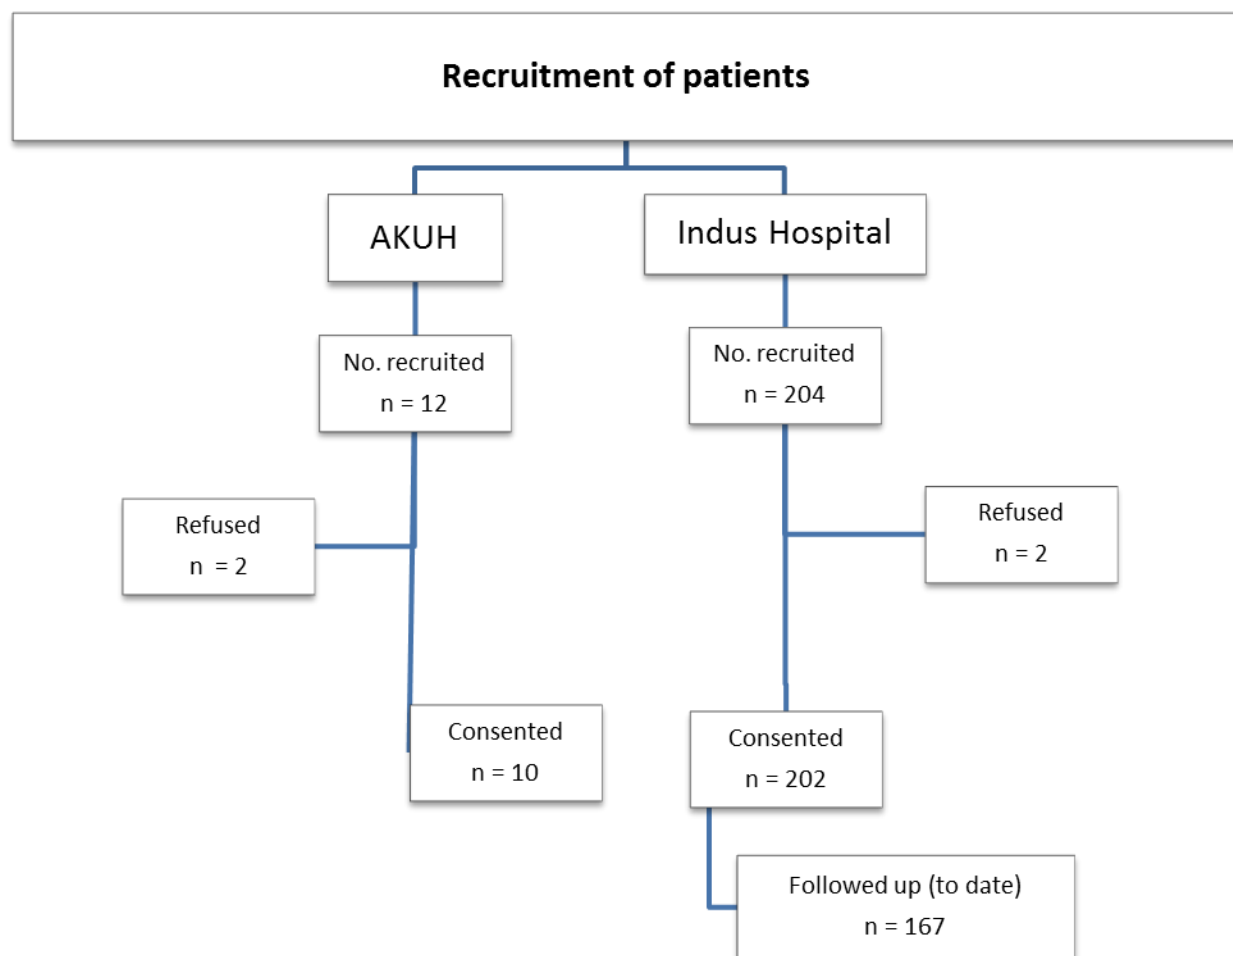 Recruitment of patients
AKUH
Indus Hospital
No. recruited
n = 12
No. recruited
n = 204
Refused
n  = 2
Refused
n = 2
Consented
n = 10
Consented
n = 202
Followed up (to date)
n = 167